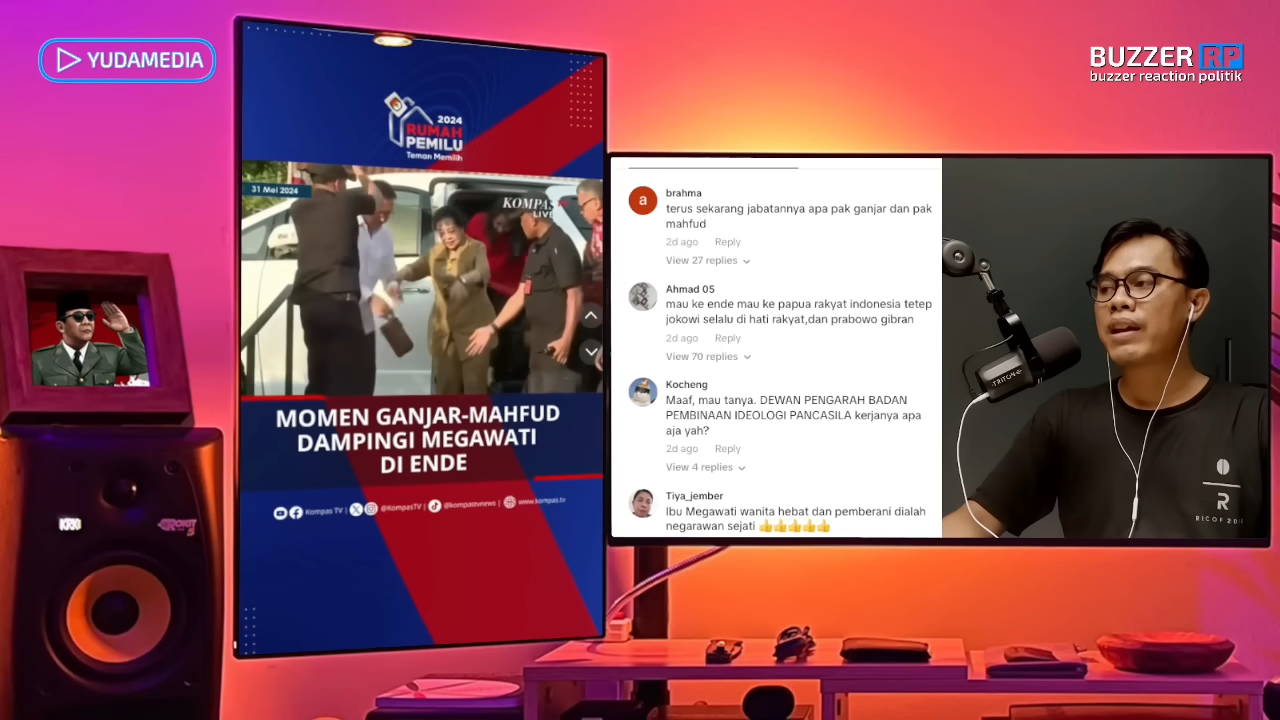 YUDAMEDIA
BUZZER RP
buzzer reaction politik
2024
RUMAH
PEMILU
Teman Memilih
31 Mei 2024
KOMPAS TV
LIVE
MOMEN GANJAR-MAHFUD
DAMPINGI MEGAWATI
DI ENDE
Kompas TV | @KompasTV | @kompastvnews | www.kompas.tv
a
brahma
terus sekarang jabatannya apa pak ganjar dan pak
mahfud
2d ago Reply
View 27 replies
Ahmad 05
mau ke ende mau ke papua rakyat indonesia tetep
jokowi selalu di hati rakyat,dan prabowo gibran
2d ago Reply
View 70 replies
Kocheng
Maaf, mau tanya. DEWAN PENGARAH BADAN
PEMBINAAN IDEOLOGI PANCASILA kerjanya apa
aja yah?
2d ago Reply
View 4 replies
Tiya_jember
Ibu Megawati wanita hebat dan pemberani dialah
negarawan sejati 👍👍👍👍👍
TRITON
R
KRK
ROKIT
5